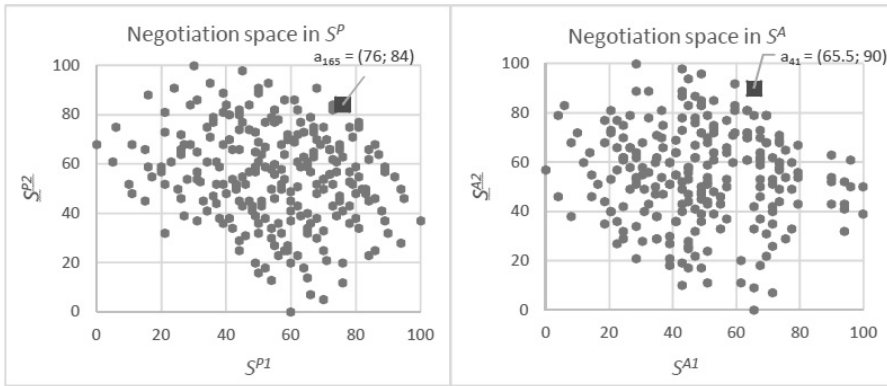 Negotiation space in S^P
a165 = (76; 84)
100
80
60
40
20
0
0 20 40 60 80 100
S^P2
S^P1
Negotiation space in S^A
a41 = (65.5; 90)
100
80
60
40
20
0
0 20 40 60 80 100
S^A2
S^A1